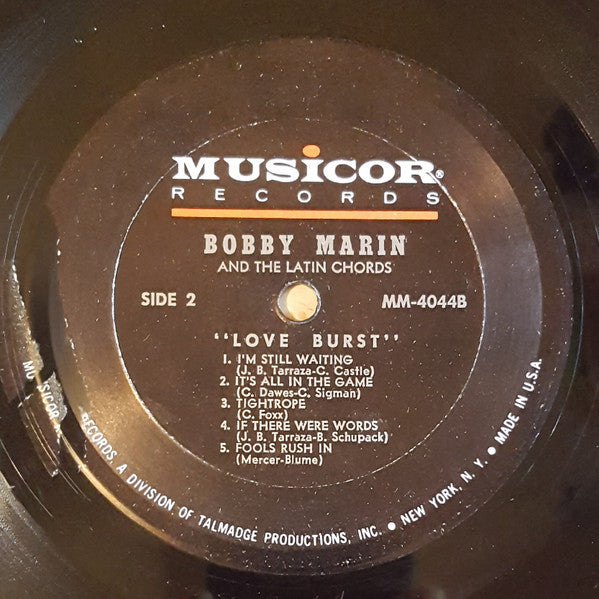 MUSICOR®
RECORDS
BOBBY MARIN
AND THE LATIN CHORDS
SIDE 2
MM-4044B
"LOVE BURST"
1. I'M STILL WAITING
(J. B. Tarraza-C. Castle)
2. IT'S ALL IN THE GAME
(C. Dawes-C. Sigman)
3. TIGHTROPE
(C. Foxx)
4. IF THERE WERE WORDS
(J. B. Tarraza-B. Schupack)
5. FOOLS RUSH IN
(Mercer-Blume)
MUSICOR RECORDS A DIVISION OF TALMADGE PRODUCTIONS, INC. • NEW YORK, N. Y. • MADE IN U.S.A.